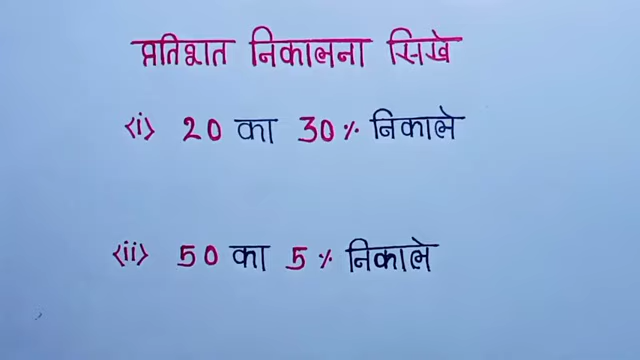 प्रतिशत निकालना सिखे
(i) 20 का 30% निकाले
(ii) 50 का 5% निकाले